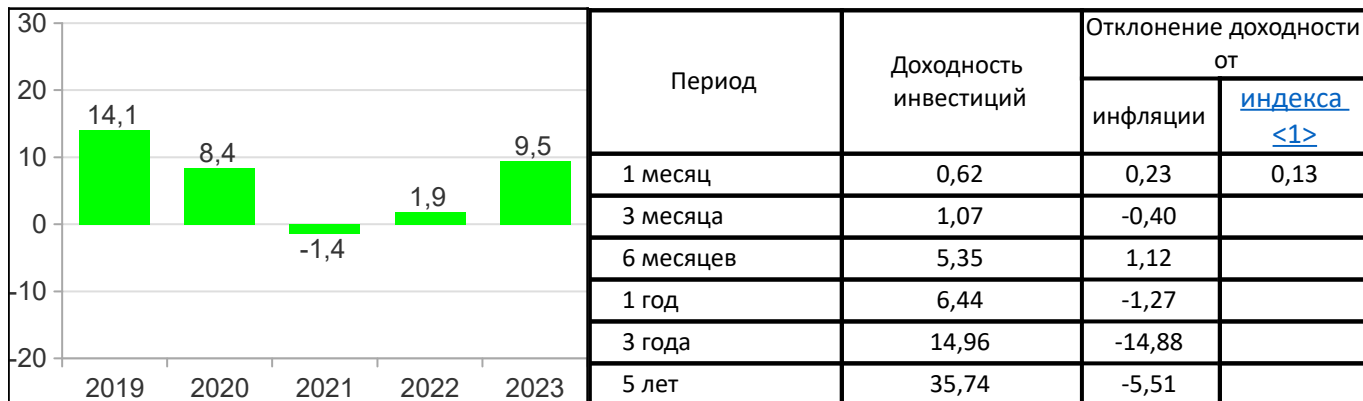 30
20
10
0
-10
-20
14,1
8,4
-1,4
1,9
9,5
2019 2020 2021 2022 2023
Период
Доходность
инвестиций
Отклонение доходности
от
инфляции
индекса
<1>
1 месяц 0,62 0,23 0,13
3 месяца 1,07 -0,40
6 месяцев 5,35 1,12
1 год 6,44 -1,27
3 года 14,96 -14,88
5 лет 35,74 -5,51